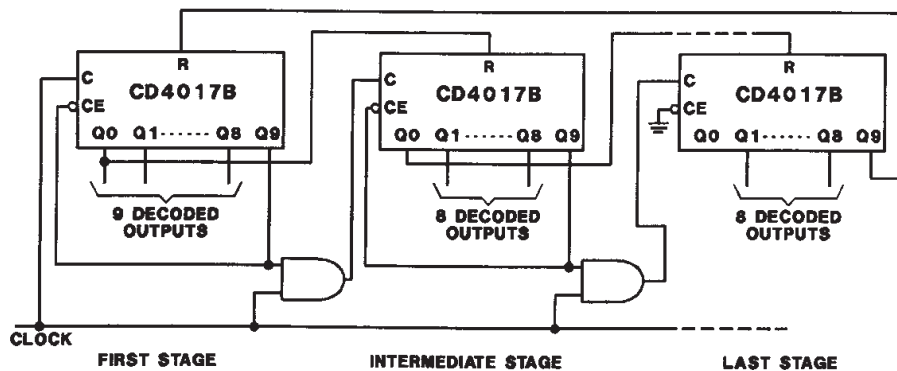 R
C
CD4017B
CE
Q0 Q1 ······ Q8 Q9
9 DECODED
OUTPUTS
R
C
CD4017B
CE
Q0 Q1 ······ Q8 Q9
8 DECODED
OUTPUTS
R
C
CD4017B
CE
Q0 Q1 ······ Q8 Q9
8 DECODED
OUTPUTS
CLOCK
FIRST STAGE
INTERMEDIATE STAGE
LAST STAGE